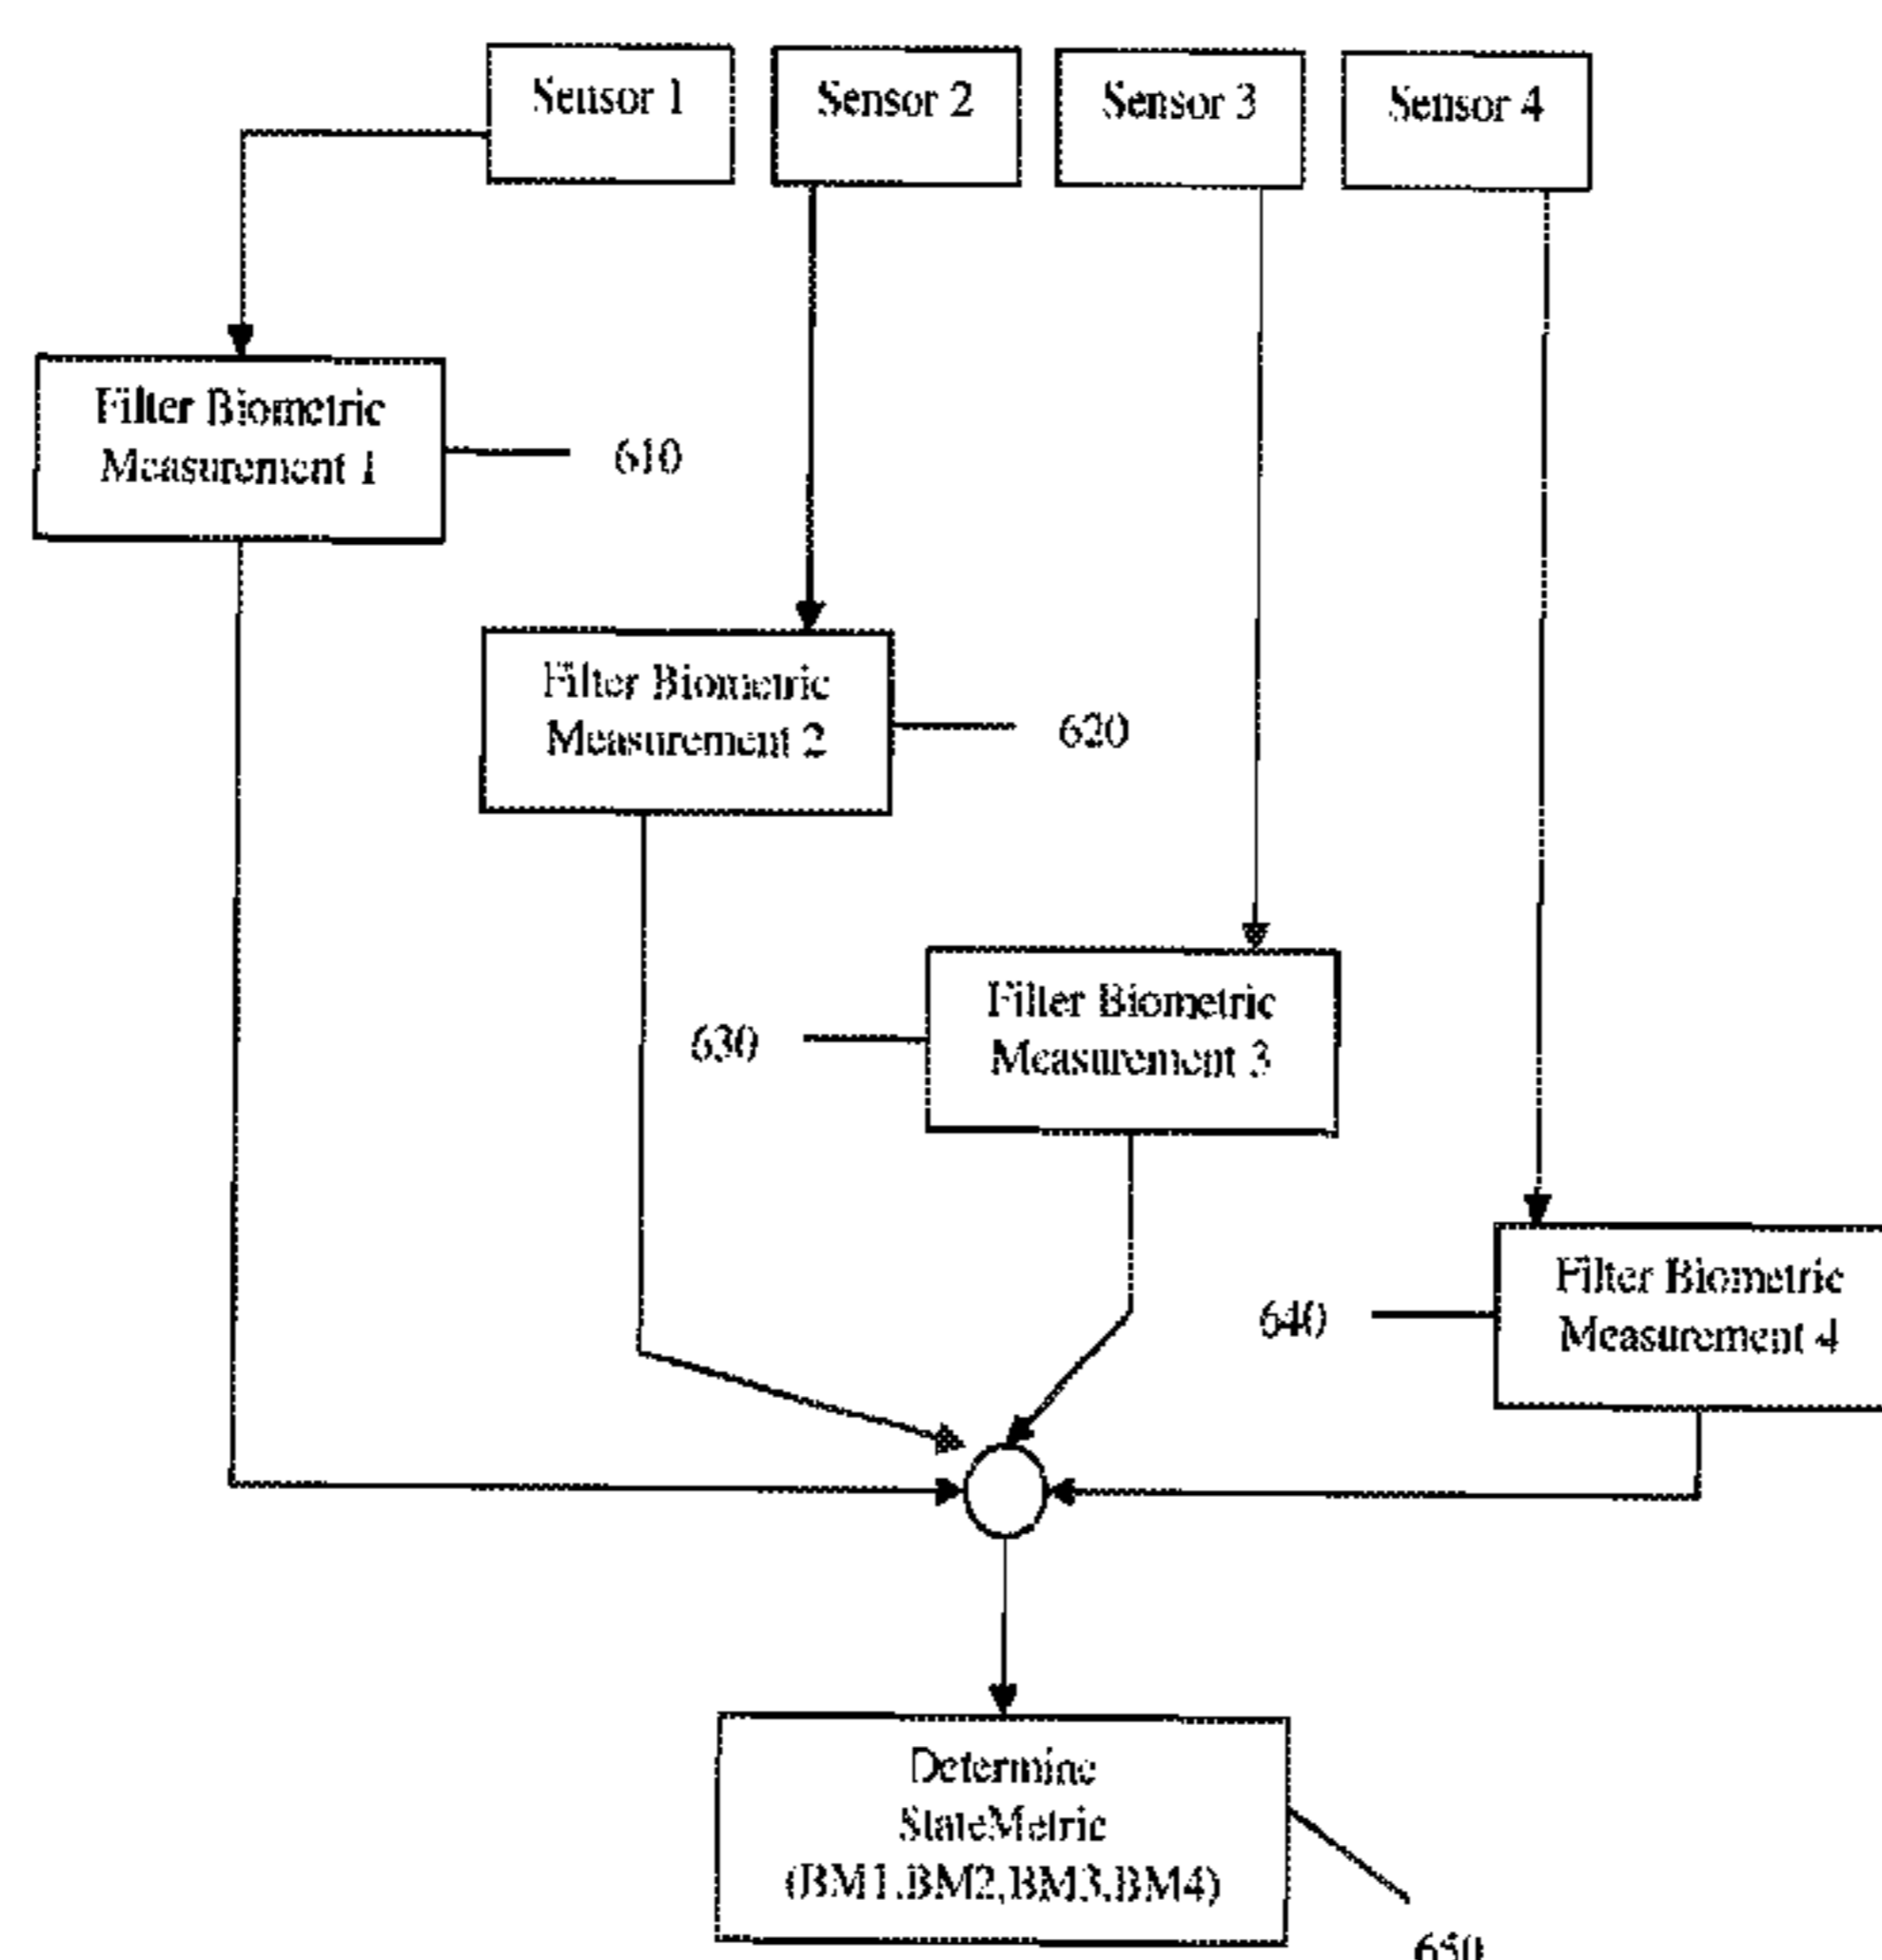 Sensor 1
Sensor 2
Sensor 3
Sensor 4
Filter Biometric
Measurement 1
610
Filter Biometric
Measurement 2
620
Filter Biometric
Measurement 3
630
Filter Biometric
Measurement 4
640
Determine
StateMetric
(BM1,BM2,BM3,BM4)
650